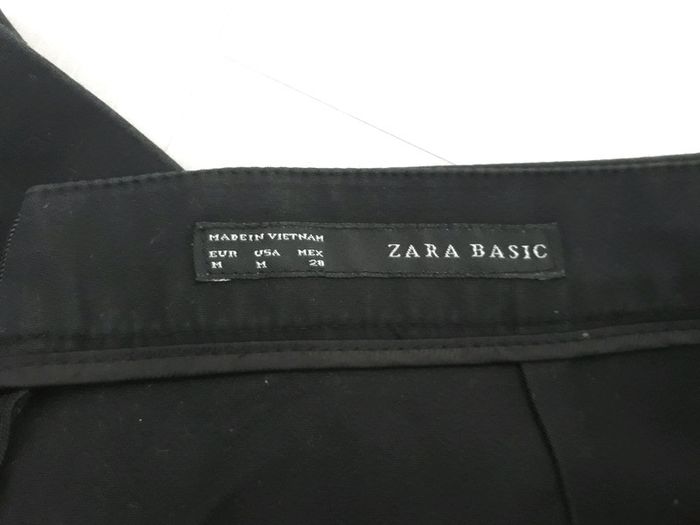 MADE IN VIETNAM
EUR USA MEX
M M 28
ZARA BASIC